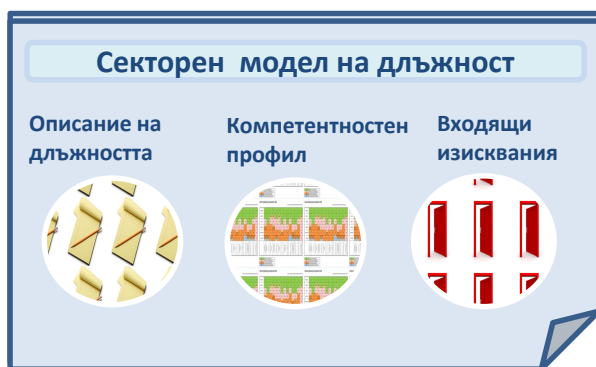 Секторен модел на длъжност
Описание на
длъжността
Компетентностен
профил
Входящи
изисквания